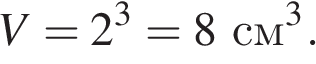 V = 2³ = 8 см³.